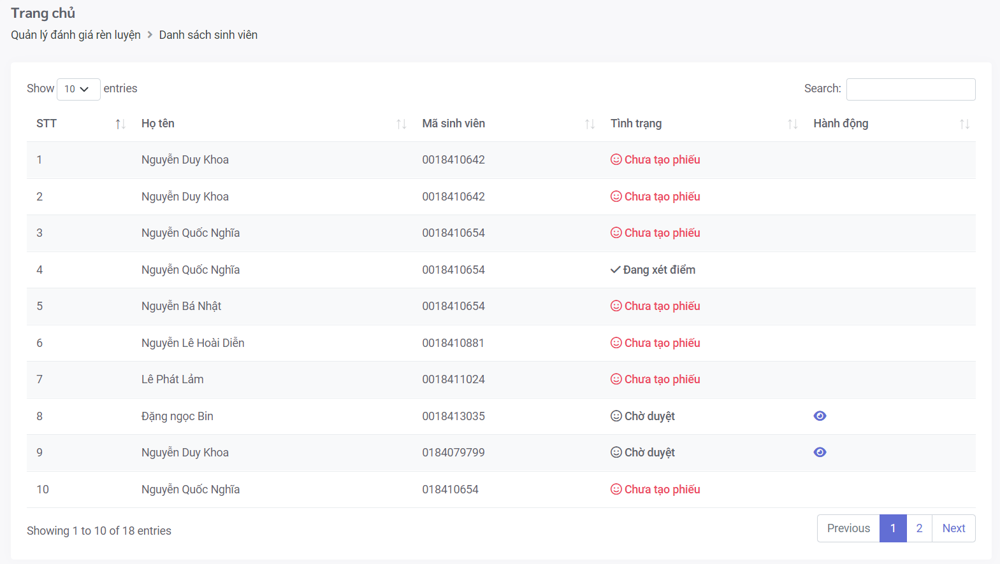 Trang chủ
Quản lý đánh giá rèn luyện > Danh sách sinh viên
Show 10 entries Search:
STT Họ tên Mã sinh viên Tình trạng Hành động
1 Nguyễn Duy Khoa 0018410642 Chưa tạo phiếu
2 Nguyễn Duy Khoa 0018410642 Chưa tạo phiếu
3 Nguyễn Quốc Nghĩa 0018410654 Chưa tạo phiếu
4 Nguyễn Quốc Nghĩa 0018410654 Đang xét điểm
5 Nguyễn Bá Nhật 0018410654 Chưa tạo phiếu
6 Nguyễn Lê Hoài Diễn 0018410881 Chưa tạo phiếu
7 Lê Phát Lảm 0018411024 Chưa tạo phiếu
8 Đặng ngọc Bin 0018413035 Chờ duyệt
9 Nguyễn Duy Khoa 0184079799 Chờ duyệt
10 Nguyễn Quốc Nghĩa 018410654 Chưa tạo phiếu
Showing 1 to 10 of 18 entries Previous 1 2 Next